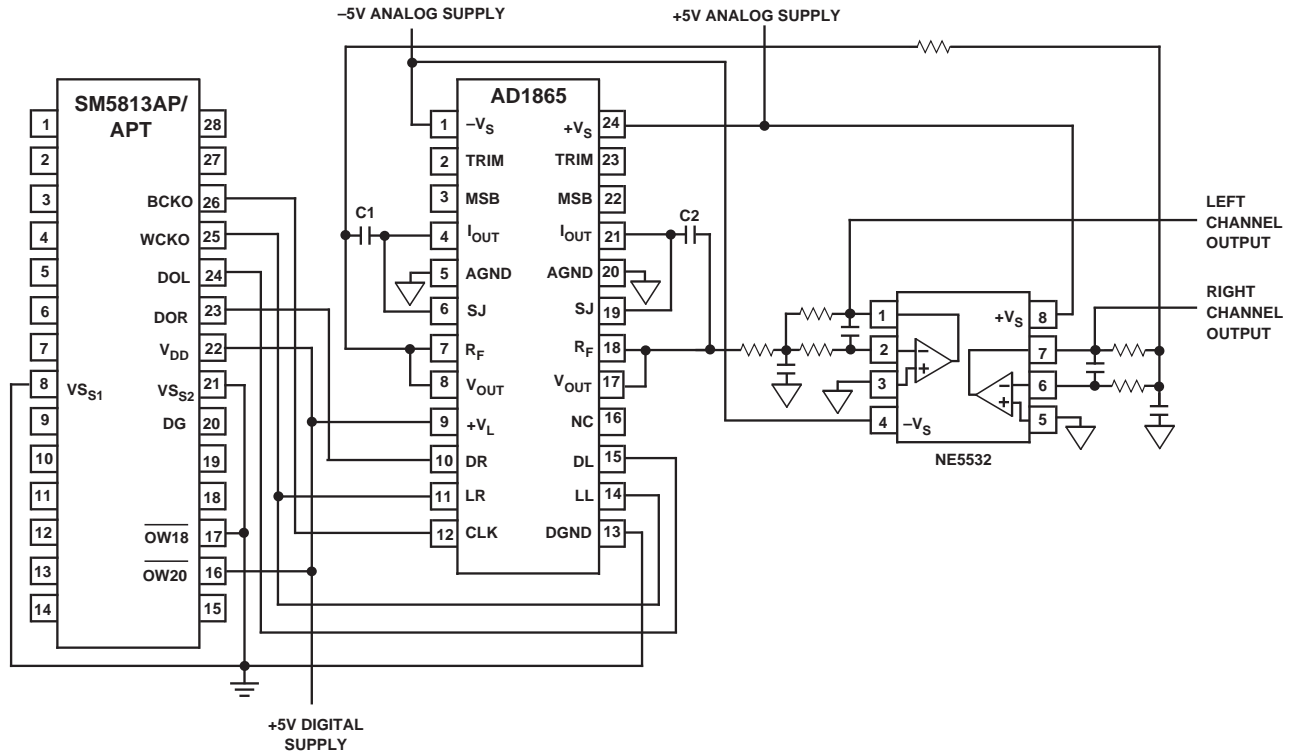 –5V ANALOG SUPPLY
+5V ANALOG SUPPLY
SM5813AP/
APT
1
2
3
4
5
6
7
8 VSS1
9
10
11
12
13
14
28
27
BCKO 26
WCKO 25
DOL 24
DOR 23
VDD 22
VSS2 21
DG 20
19
18
OW18 17
OW20 16
15
C1
AD1865
1 –VS
2 TRIM
3 MSB
4 IOUT
5 AGND
6 SJ
7 RF
8 VOUT
9 +VL
10 DR
11 LR
12 CLK
+VS 24
TRIM 23
MSB 22
IOUT 21
AGND 20
SJ 19
RF 18
VOUT 17
NC 16
DL 15
LL 14
DGND 13
C2
1
2
3
4 –VS
+VS 8
7
6
5
NE5532
LEFT
CHANNEL
OUTPUT
RIGHT
CHANNEL
OUTPUT
+5V DIGITAL
SUPPLY